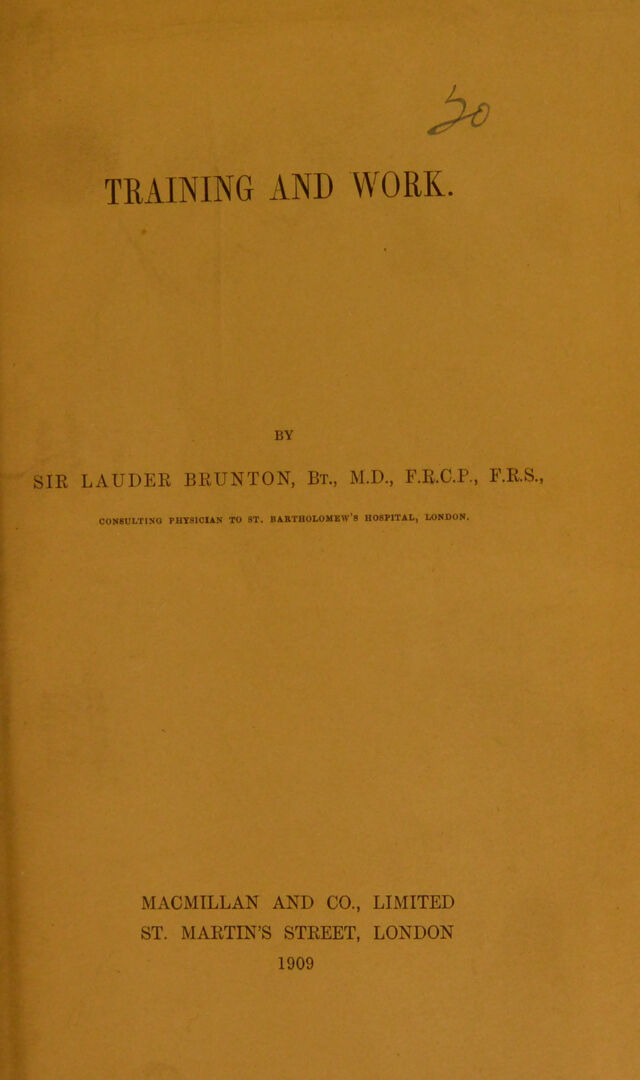 20
TRAINING AND WORK.
BY
SIR LAUDER BRUNTON, BT., M.D., F.R.C.P., F.R.S.,
CONSULTING PHYSICIAN TO ST. BARTHOLOMEW'S HOSPITAL, LONDON.
MACMILLAN AND CO., LIMITED
ST. MARTIN'S STREET, LONDON
1909